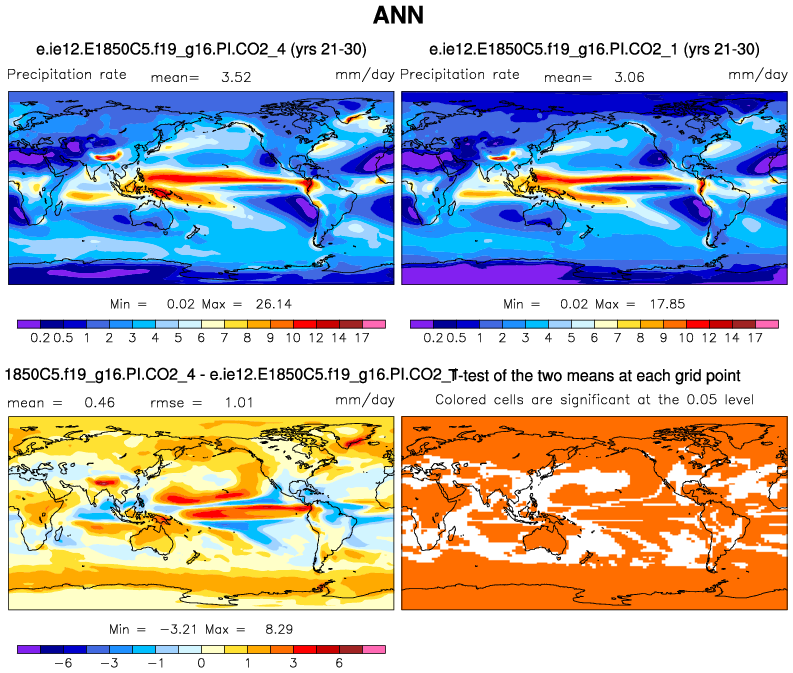 ANN
e.ie12.E1850C5.f19_g16.PI.CO2_4 (yrs 21-30)
e.ie12.E1850C5.f19_g16.PI.CO2_1 (yrs 21-30)
Precipitation rate mean= 3.52 mm/day
Precipitation rate mean= 3.06 mm/day
Min = 0.02 Max = 26.14
Min = 0.02 Max = 17.85
0.2 0.5 1 2 3 4 5 6 7 8 9 10 12 14 17
0.2 0.5 1 2 3 4 5 6 7 8 9 10 12 14 17
1850C5.f19_g16.PI.CO2_4 - e.ie12.E1850C5.f19_g16.PI.CO2_1
T-test of the two means at each grid point
mean = 0.46 rmse = 1.01 mm/day
Colored cells are significant at the 0.05 level
Min = -3.21 Max = 8.29
-6 -3 -1 0 1 3 6